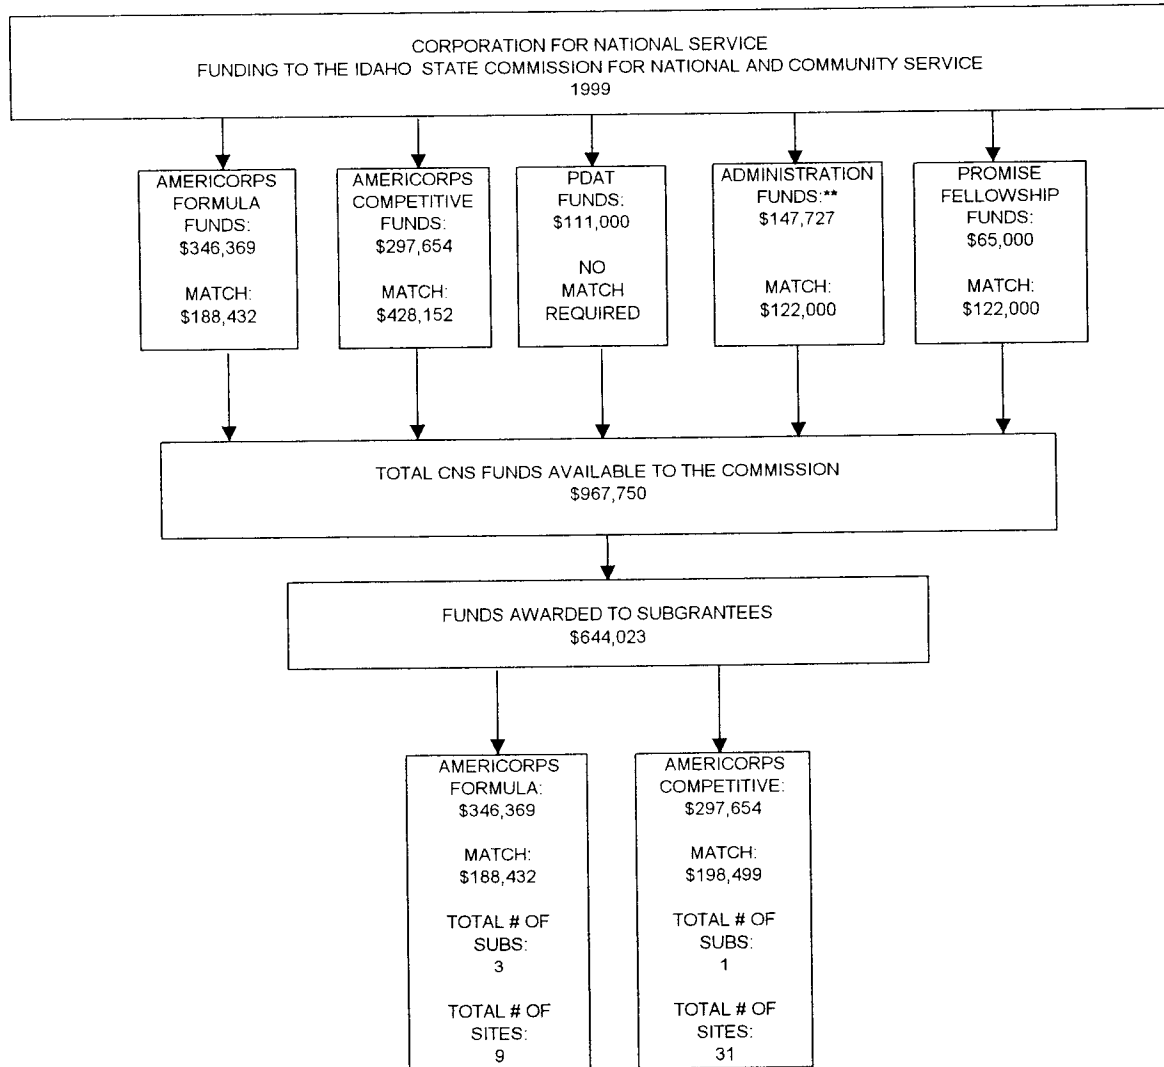 CORPORATION FOR NATIONAL SERVICE
FUNDING TO THE IDAHO STATE COMMISSION FOR NATIONAL AND COMMUNITY SERVICE
1999
AMERICORPS
FORMULA
FUNDS:
$346,369
MATCH:
$188,432
AMERICORPS
COMPETITIVE
FUNDS:
$297,654
MATCH:
$428,152
PDAT
FUNDS:
$111,000
NO
MATCH
REQUIRED
ADMINISTRATION
FUNDS:**
$147,727
MATCH:
$122,000
PROMISE
FELLOWSHIP
FUNDS:
$65,000
MATCH:
$122,000
TOTAL CNS FUNDS AVAILABLE TO THE COMMISSION
$967,750
FUNDS AWARDED TO SUBGRANTEES
$644,023
AMERICORPS
FORMULA:
$346,369
MATCH:
$188,432
TOTAL # OF
SUBS:
3
TOTAL # OF
SITES:
9
AMERICORPS
COMPETITIVE:
$297,654
MATCH:
$198,499
TOTAL # OF
SUBS:
1
TOTAL # OF
SITES:
31